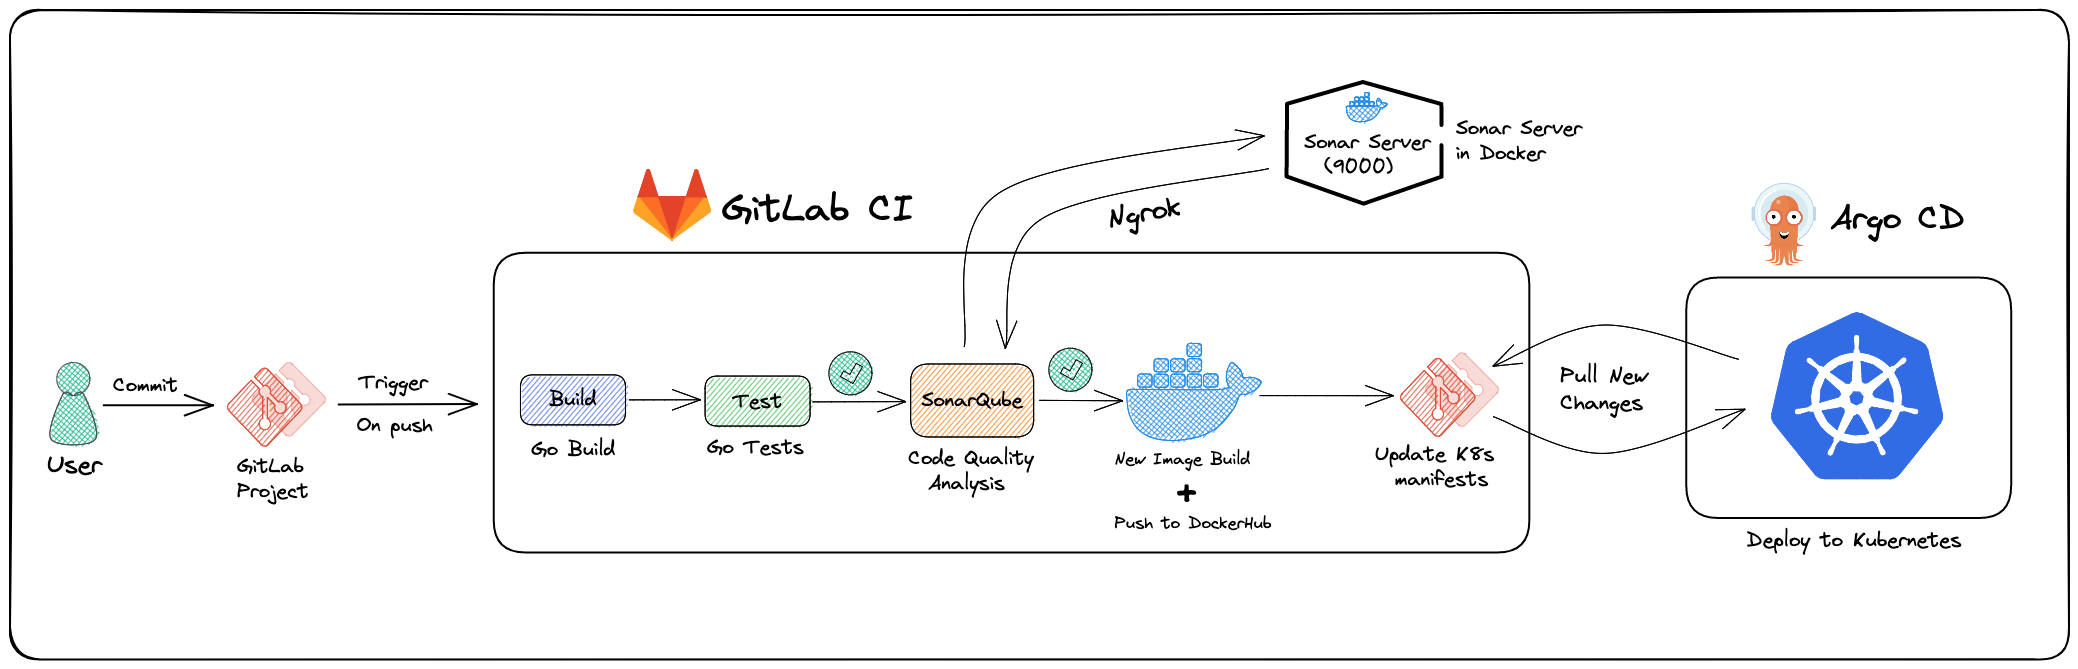 Sonar Server
(9000)
Sonar Server
in Docker
GitLab CI
Ngrok
Argo CD
User
Commit
GitLab
Project
Trigger
On push
Build
Go Build
Test
Go Tests
SonarQube
Code Quality
Analysis
New Image Build
+
Push to DockerHub
Update K8s
manifests
Pull New
Changes
Deploy to Kubernetes